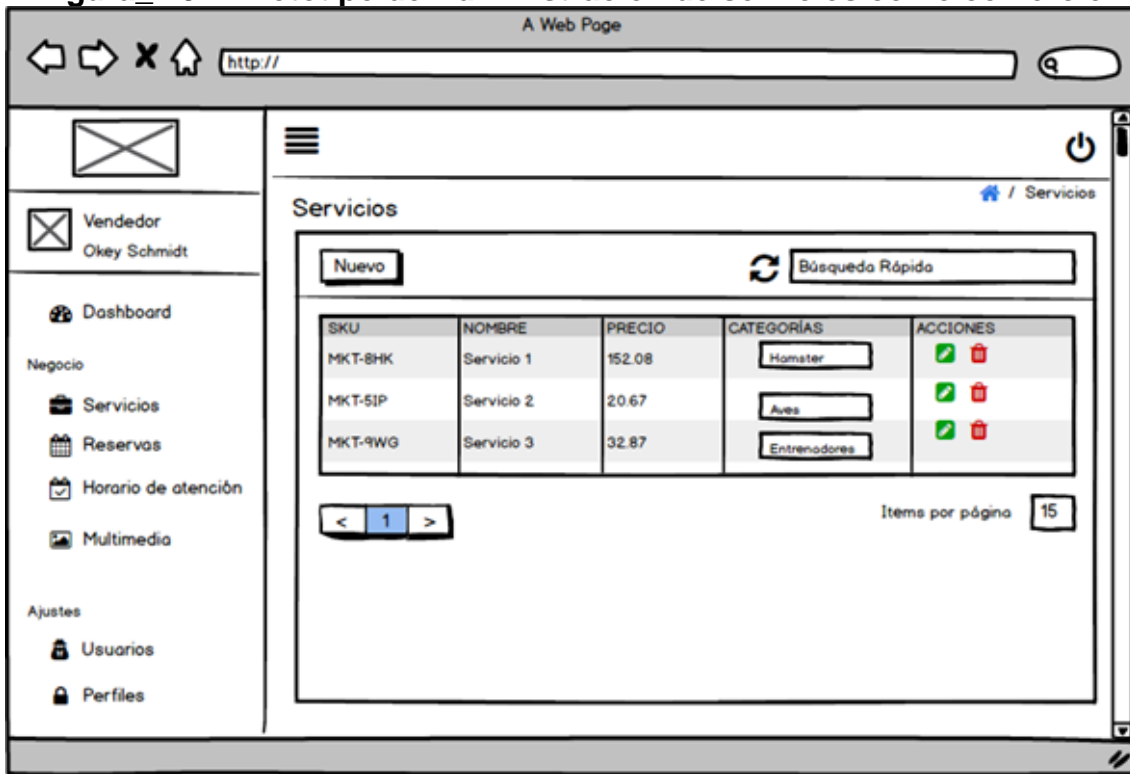 A Web Page
http://
Vendedor
Okey Schmidt
Dashboard
Negocio
Servicios
Reservas
Horario de atención
Multimedia
Ajustes
Usuarios
Perfiles
/ Servicios
Servicios
Nuevo
Búsqueda Rápida
SKU NOMBRE PRECIO CATEGORÍAS ACCIONES
MKT-8HK Servicio 1 152.08 Hamster
MKT-5IP Servicio 2 20.67 Aves
MKT-9WG Servicio 3 32.87 Entrenadores
< 1 >
Items por página 15